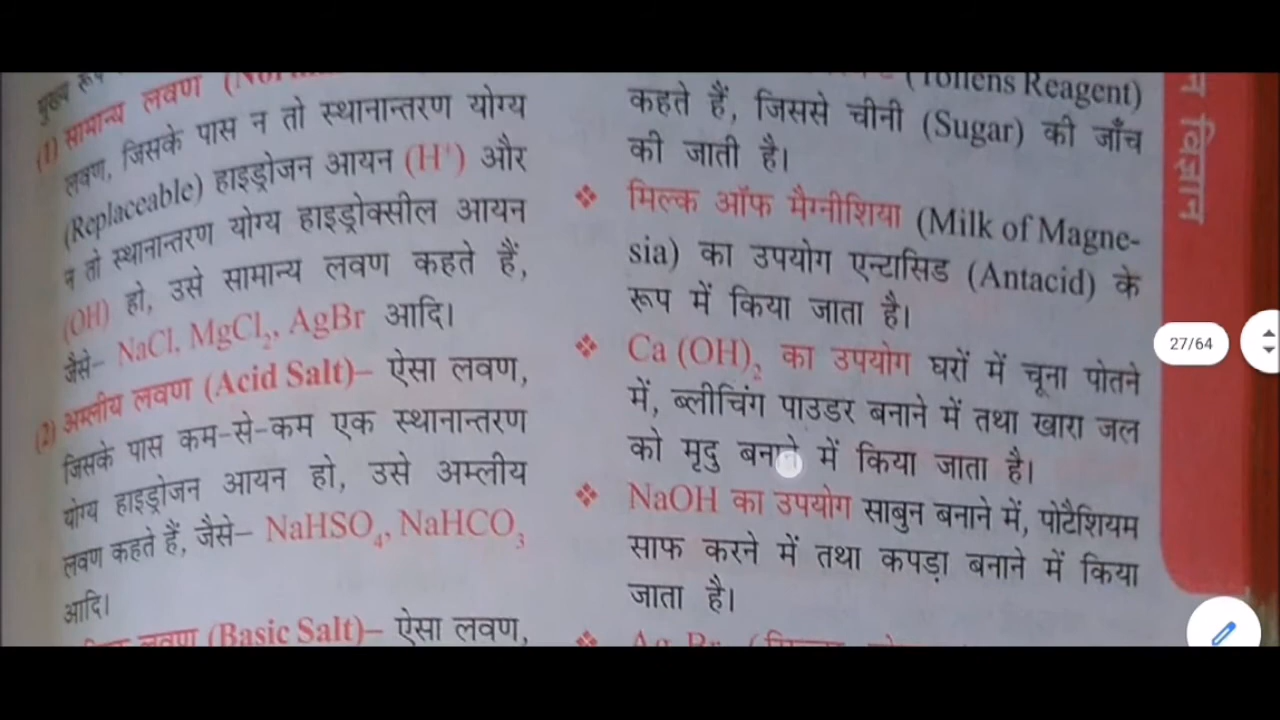 मुख्य रूप
(1) सामान्य लवण
लवण, जिसके पास न तो स्थानान्तरण योग्य
(Replaceable) हाइड्रोजन आयन (H⁺) और
न तो स्थानान्तरण योग्य हाइड्रोक्सील आयन
(OH) हो, उसे सामान्य लवण कहते हैं,
जैसे– NaCl, MgCl₂, AgBr आदि।
(2) अम्लीय लवण (Acid Salt)– ऐसा लवण,
जिसके पास कम-से-कम एक स्थानान्तरण
योग्य हाइड्रोजन आयन हो, उसे अम्लीय
लवण कहते हैं, जैसे– NaHSO₄, NaHCO₃
आदि।
लवण (Basic Salt)– ऐसा लवण,
(Tollens Reagent)
कहते हैं, जिससे चीनी (Sugar) की जाँच
की जाती है।
❖ मिल्क ऑफ मैग्नीशिया (Milk of Magne-
sia) का उपयोग एन्टासिड (Antacid) के
रूप में किया जाता है।
❖ Ca (OH)₂ का उपयोग घरों में चूना पोतने
में, ब्लीचिंग पाउडर बनाने में तथा खारा जल
को मृदु बनाने में किया जाता है।
❖ NaOH का उपयोग साबुन बनाने में, पोटैशियम
साफ करने में तथा कपड़ा बनाने में किया
जाता है।
❖ Ag Br
विज्ञान
27/64